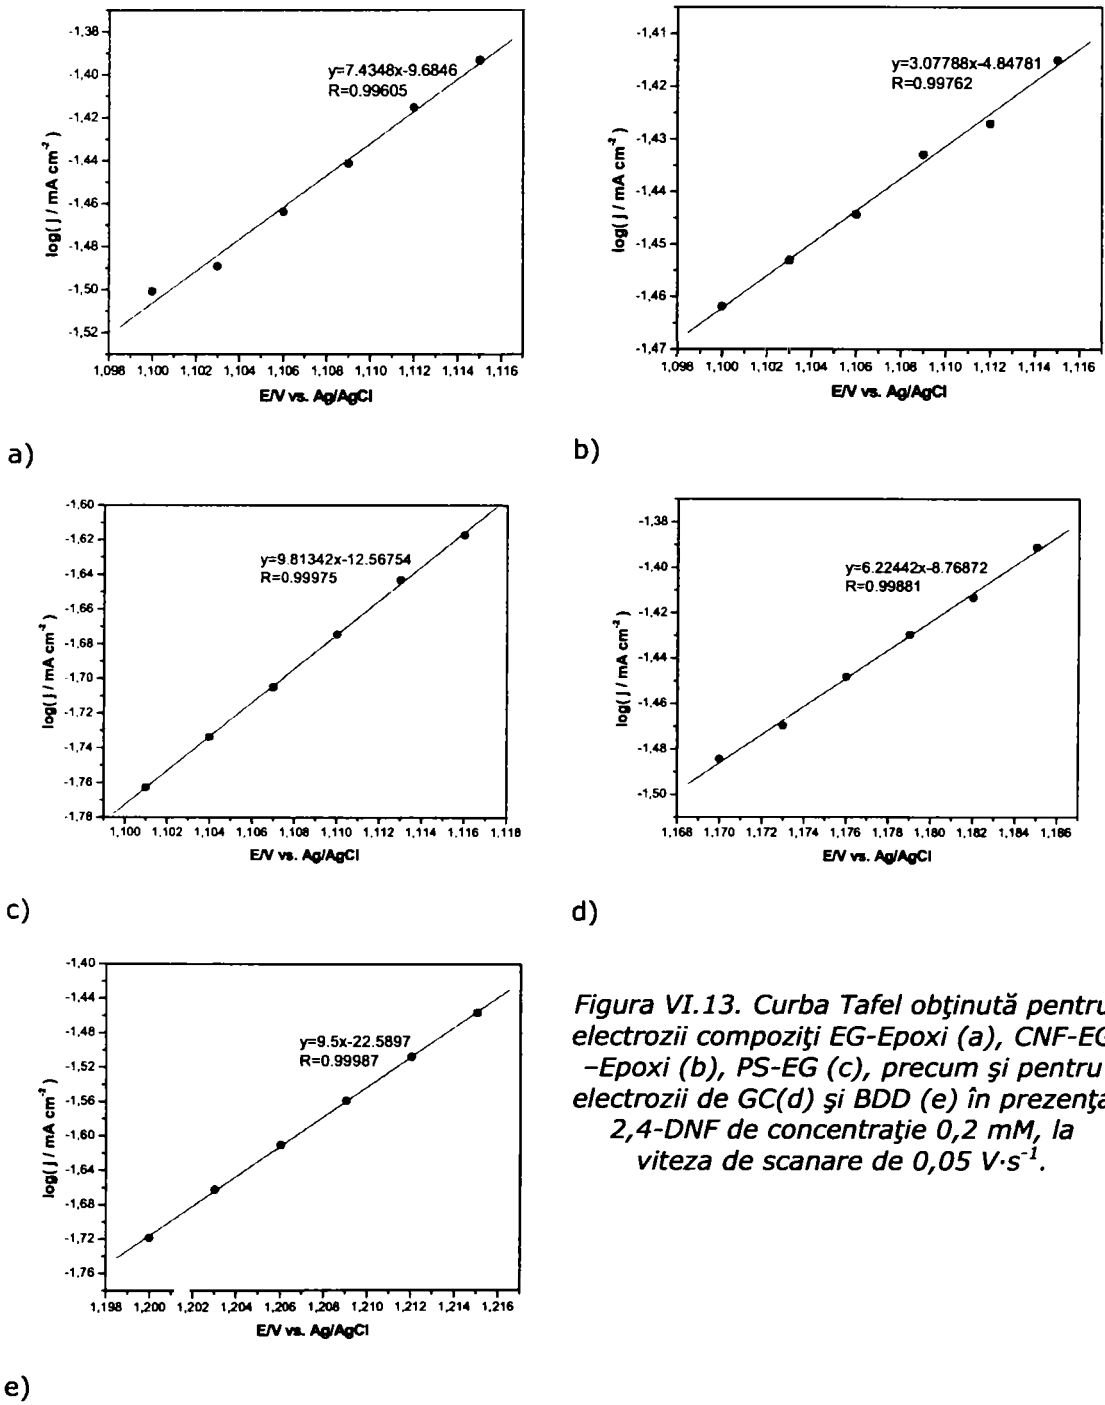 -1,38
-1,40
-1,42
-1,44
-1,46
-1,48
-1,50
-1,52
log( j / mA cm⁻² )
y=7.4348x-9.6846
R=0.99605
1,098 1,100 1,102 1,104 1,106 1,108 1,110 1,112 1,114 1,116
E/V vs. Ag/AgCl
a)
-1,41
-1,42
-1,43
-1,44
-1,45
-1,46
-1,47
log( j / mA cm⁻² )
y=3.07788x-4.84781
R=0.99762
1,098 1,100 1,102 1,104 1,106 1,108 1,110 1,112 1,114 1,116
E/V vs. Ag/AgCl
b)
-1,60
-1,62
-1,64
-1,66
-1,68
-1,70
-1,72
-1,74
-1,76
-1,78
log( j / mA cm⁻² )
y=9.81342x-12.56754
R=0.99975
1,100 1,102 1,104 1,106 1,108 1,110 1,112 1,114 1,116 1,118
E/V vs. Ag/AgCl
c)
-1,38
-1,40
-1,42
-1,44
-1,46
-1,48
-1,50
log( j / mA cm⁻² )
y=6.22442x-8.76872
R=0.99881
1,168 1,170 1,172 1,174 1,176 1,178 1,180 1,182 1,184 1,186
E/V vs. Ag/AgCl
d)
-1,40
-1,44
-1,48
-1,52
-1,56
-1,60
-1,64
-1,68
-1,72
-1,76
log( j / mA cm⁻² )
y=9.5x-22.5897
R=0.99987
1,198 1,200 1,202 1,204 1,206 1,208 1,210 1,212 1,214 1,216
E/V vs. Ag/AgCl
e)
Figura VI.13. Curba Tafel obţinută pentru
electrozii compoziţi EG-Epoxi (a), CNF-EG
–Epoxi (b), PS-EG (c), precum şi pentru
electrozii de GC(d) şi BDD (e) în prezenţa
2,4-DNF de concentraţie 0,2 mM, la
viteza de scanare de 0,05 V·s⁻¹.